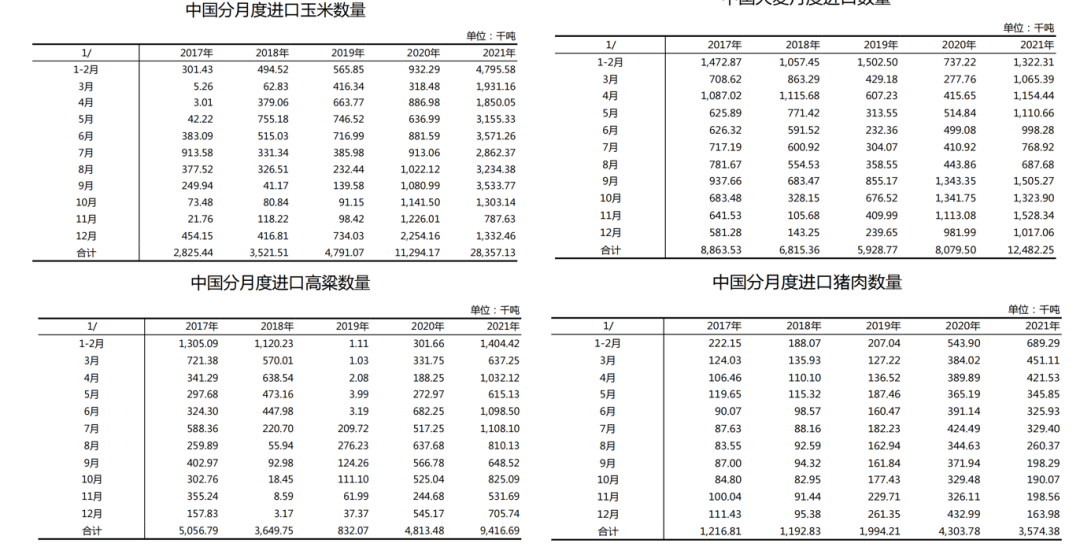 中国分月度进口玉米数量
单位：千吨
1/ 2017年 2018年 2019年 2020年 2021年
1-2月 301.43 494.52 565.85 932.29 4,795.58
3月 5.26 62.83 416.34 318.48 1,931.16
4月 3.01 379.06 663.77 886.98 1,850.05
5月 42.22 755.18 746.52 636.99 3,155.33
6月 383.09 515.03 716.99 881.59 3,571.26
7月 913.58 331.34 385.98 913.06 2,862.37
8月 377.52 326.51 232.44 1,022.12 3,234.38
9月 249.94 41.17 139.58 1,080.99 3,533.77
10月 73.48 80.84 91.15 1,141.50 1,303.14
11月 21.76 118.22 98.42 1,226.01 787.63
12月 454.15 416.81 734.03 2,254.16 1,332.46
合计 2,825.44 3,521.51 4,791.07 11,294.17 28,357.13
中国大麦月度进口数量
单位：千吨
1/ 2017年 2018年 2019年 2020年 2021年
1-2月 1,472.87 1,057.45 1,502.50 737.22 1,322.31
3月 708.62 863.29 429.18 277.76 1,065.39
4月 1,087.02 1,115.68 607.23 415.65 1,154.44
5月 625.89 771.42 313.55 514.84 1,110.66
6月 626.32 591.52 232.36 499.08 998.28
7月 717.19 600.92 304.07 410.92 768.92
8月 781.67 554.53 358.55 443.86 687.68
9月 937.66 683.47 855.17 1,343.35 1,505.27
10月 683.48 328.15 676.52 1,341.75 1,323.90
11月 641.53 105.68 409.99 1,113.08 1,528.34
12月 581.28 143.25 239.65 981.99 1,017.06
合计 8,863.53 6,815.36 5,928.77 8,079.50 12,482.25
中国分月度进口高粱数量
单位：千吨
1/ 2017年 2018年 2019年 2020年 2021年
1-2月 1,305.09 1,120.23 1.11 301.66 1,404.42
3月 721.38 570.01 1.03 331.75 637.25
4月 341.29 638.54 2.08 188.25 1,032.12
5月 297.68 473.16 3.99 272.97 615.13
6月 324.30 447.98 3.19 682.25 1,098.50
7月 588.36 220.70 209.72 517.25 1,108.10
8月 259.89 55.94 276.23 637.68 810.13
9月 402.97 92.98 124.26 566.78 648.52
10月 302.76 18.45 111.10 525.04 825.09
11月 355.24 8.59 61.99 244.68 531.69
12月 157.83 3.17 37.37 545.17 705.74
合计 5,056.79 3,649.75 832.07 4,813.48 9,416.69
中国分月度进口猪肉数量
单位：千吨
1/ 2017年 2018年 2019年 2020年 2021年
1-2月 222.15 188.07 207.04 543.90 689.29
3月 124.03 135.93 127.22 384.02 451.11
4月 106.46 110.10 136.52 389.89 421.53
5月 119.65 115.32 187.46 365.19 345.85
6月 90.07 98.57 160.47 391.14 325.93
7月 87.63 88.16 182.23 424.49 329.40
8月 83.55 92.59 162.94 344.63 260.37
9月 87.00 94.32 161.84 371.94 198.29
10月 84.80 82.95 177.43 329.48 190.07
11月 100.04 91.44 229.71 326.11 198.56
12月 111.43 95.38 261.35 432.99 163.98
合计 1,216.81 1,192.83 1,994.21 4,303.78 3,574.38